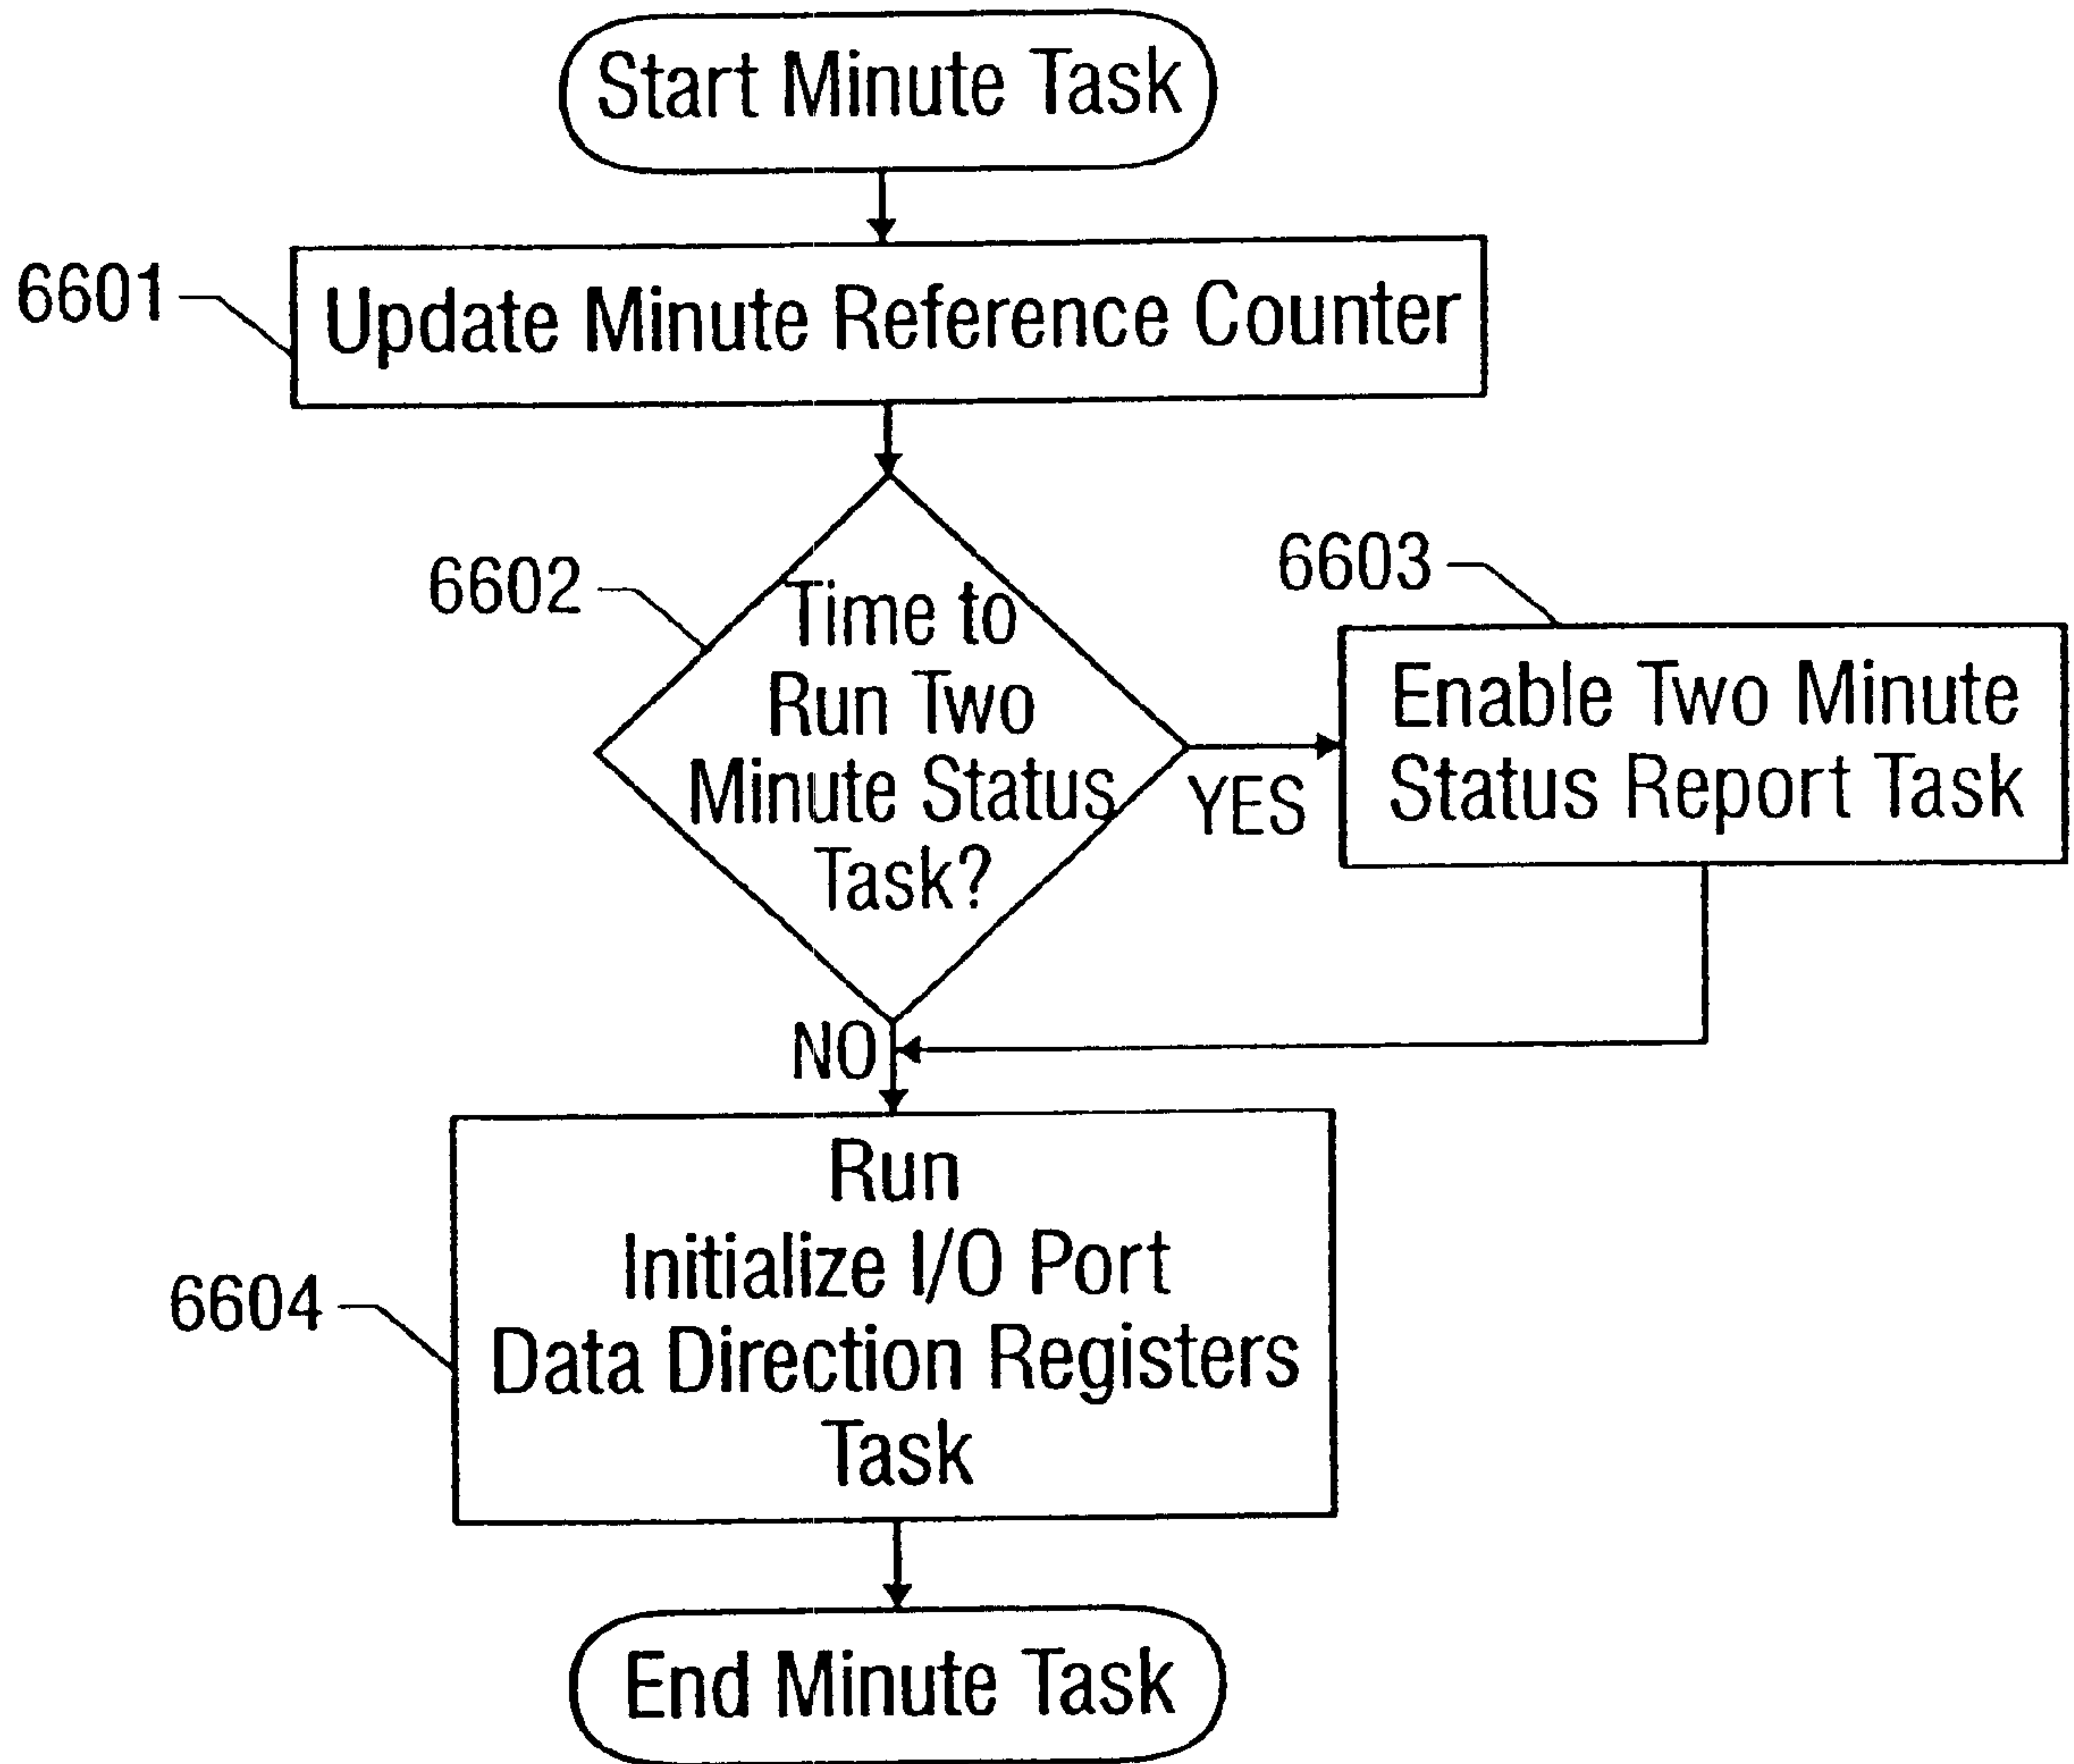 Start Minute Task
6601
Update Minute Reference Counter
6602
Time to
Run Two
Minute Status
Task?
YES
6603
Enable Two Minute
Status Report Task
NO
6604
Run
Initialize I/O Port
Data Direction Registers
Task
End Minute Task